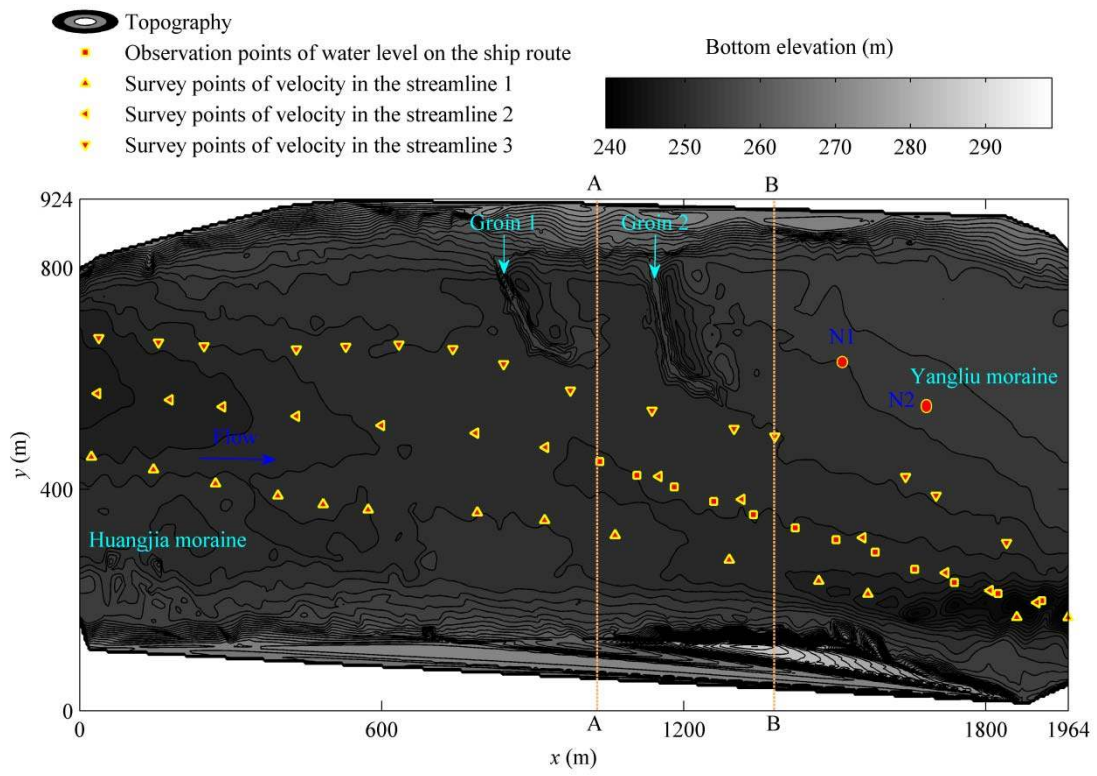 Topography
Observation points of water level on the ship route
Survey points of velocity in the streamline 1
Survey points of velocity in the streamline 2
Survey points of velocity in the streamline 3
Bottom elevation (m)
240 250 260 270 282 290
A B
924
Groin 1 Groin 2
800
N1
Yangliu moraine
N2
Flow
y (m)
400
Huangjia moraine
0
A B
0 600 1200 1800 1964
x (m)